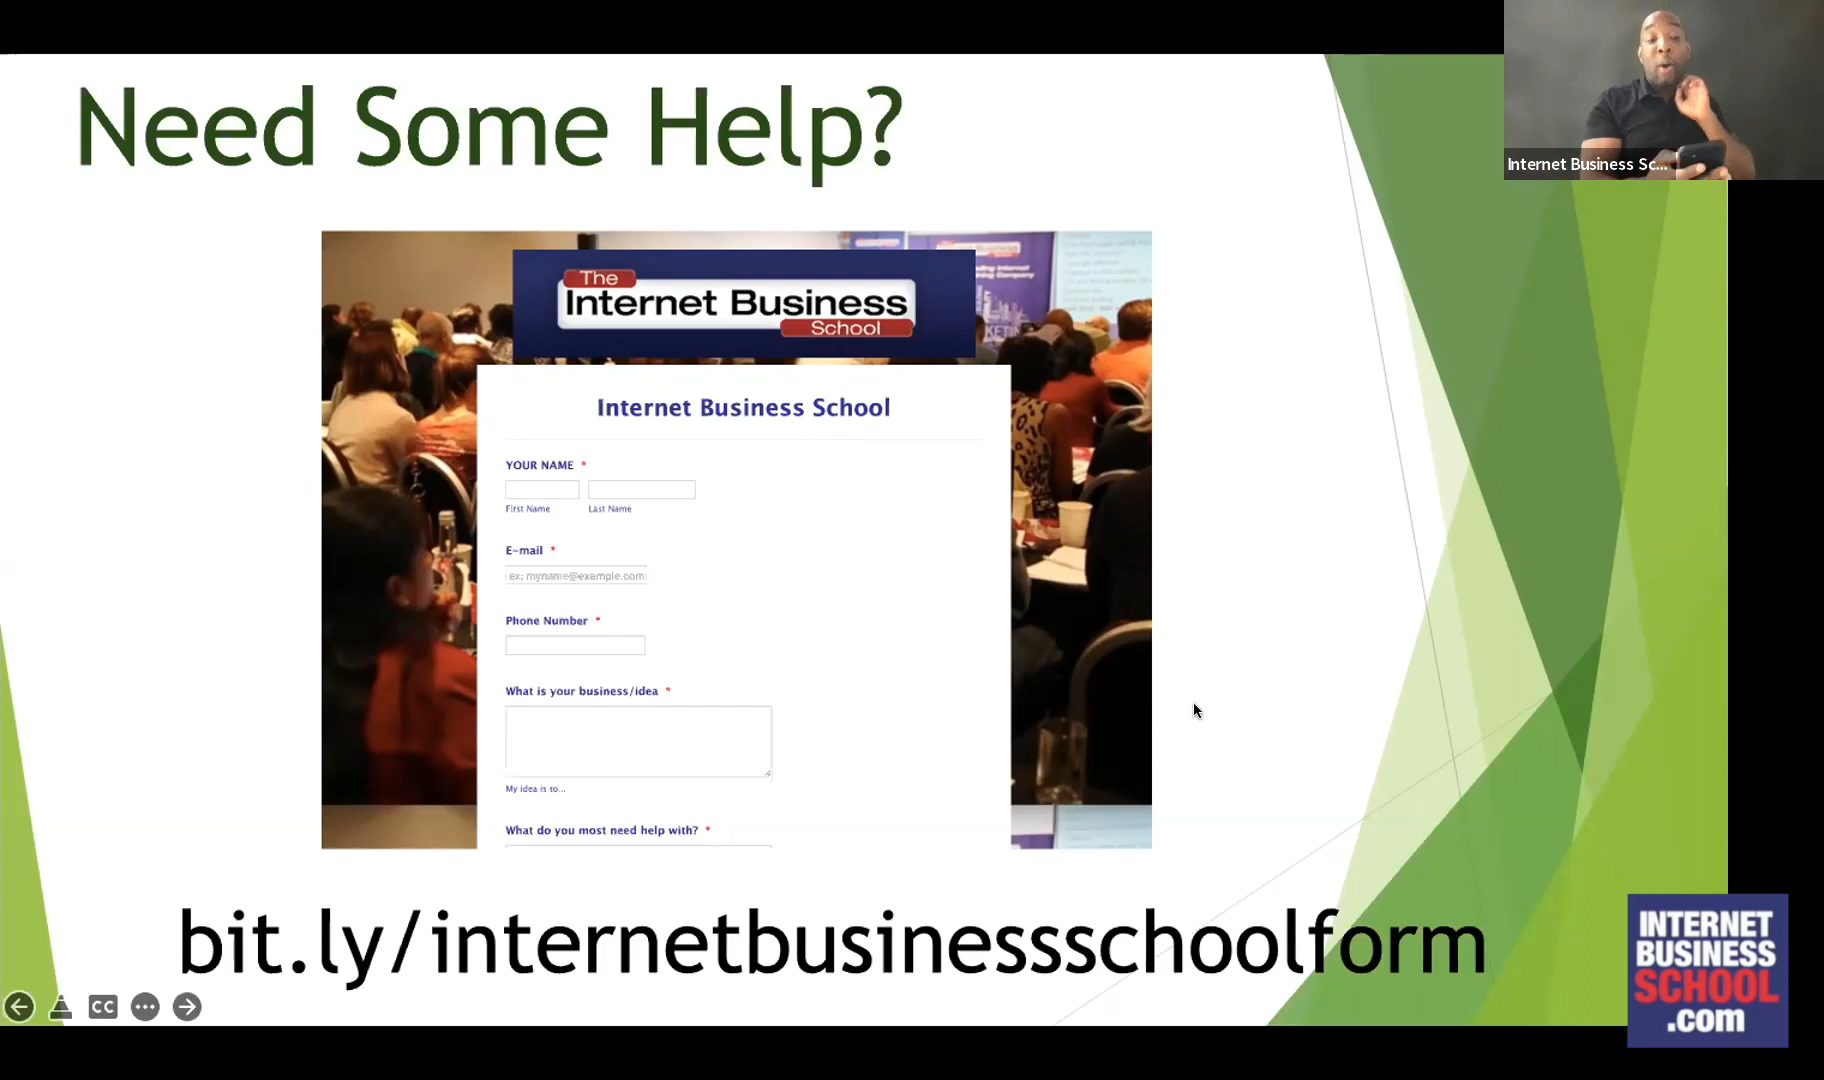 Need Some Help?
Internet Business Sc...
The
Internet Business
School
Internet Business School
YOUR NAME *
First Name Last Name
E-mail *
ex: myname@example.com
Phone Number *
What is your business/idea *
My idea is to...
What do you most need help with? *
bit.ly/internetbusinessschoolform
CC
INTERNET
BUSINESS
SCHOOL
.com